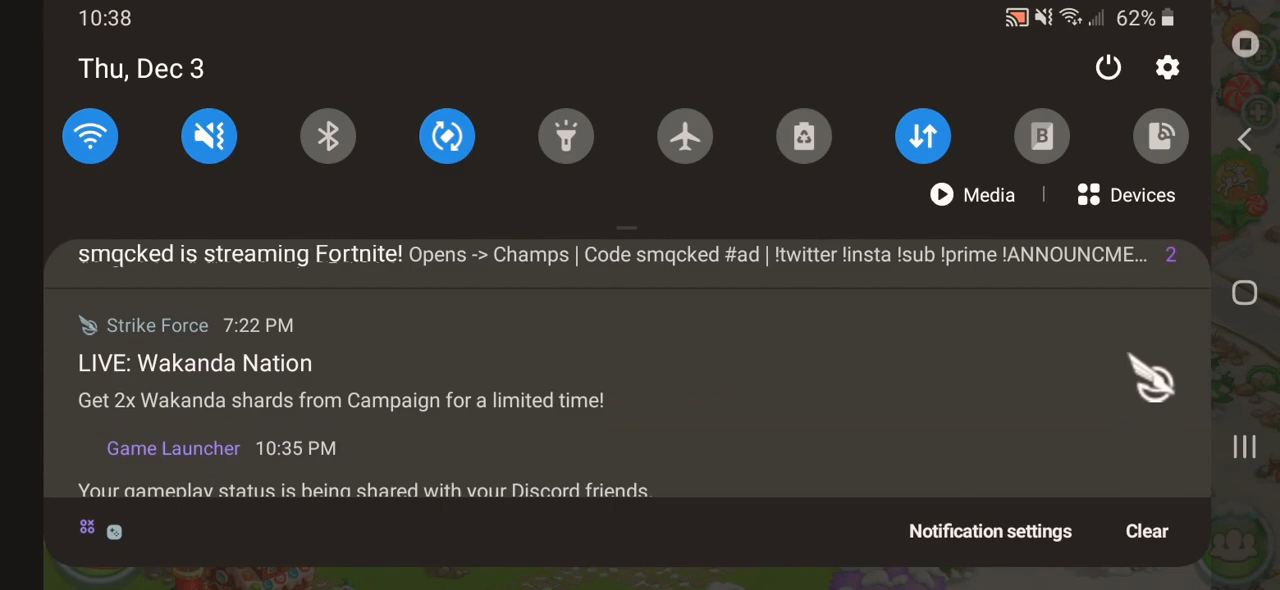 10:38
62%
Thu, Dec 3
B
Media | Devices
smqcked is streaming Fortnite! Opens -> Champs | Code smqcked #ad | !twitter !insta !sub !prime !ANNOUNCME... 2
Strike Force 7:22 PM
LIVE: Wakanda Nation
Get 2x Wakanda shards from Campaign for a limited time!
Game Launcher 10:35 PM
Your gameplay status is being shared with your Discord friends.
Notification settings Clear